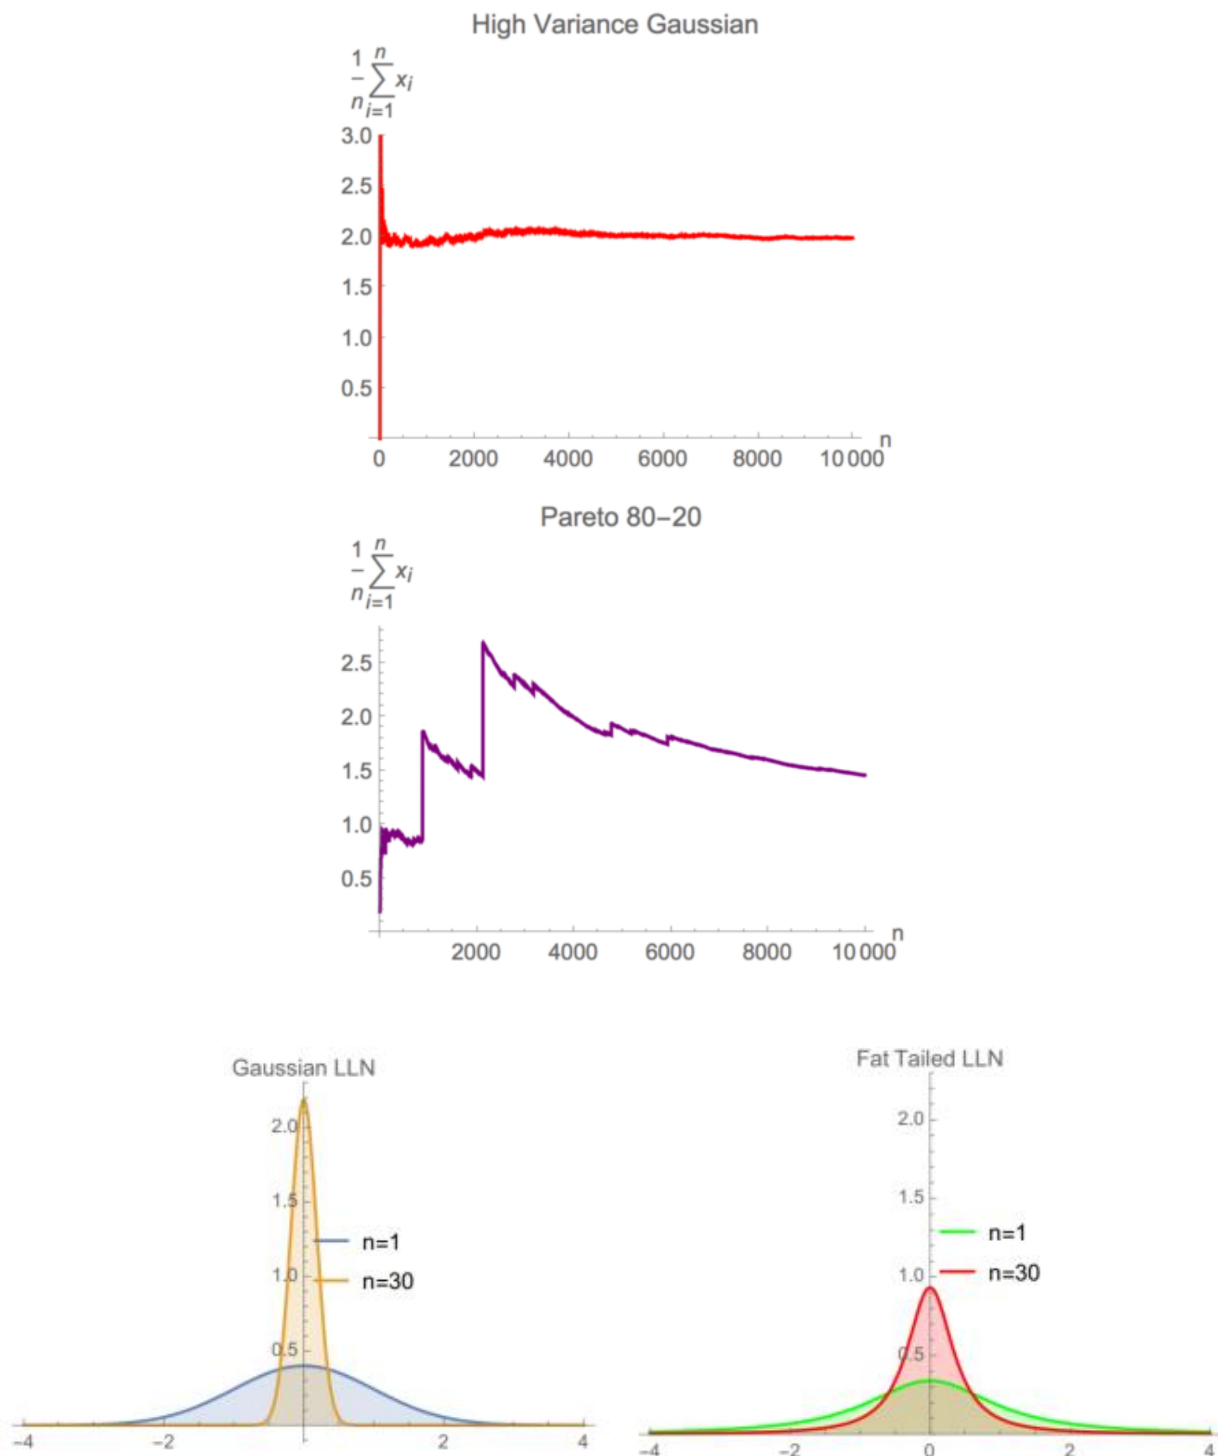 High Variance Gaussian
1/n ∑_{i=1}^{n} x_i
3.0
2.5
2.0
1.5
1.0
0.5
0 2000 4000 6000 8000 10 000 n
Pareto 80–20
1/n ∑_{i=1}^{n} x_i
2.5
2.0
1.5
1.0
0.5
2000 4000 6000 8000 10 000 n
Gaussian LLN
2.0
1.5
n=1
1.0
n=30
0.5
−4 −2 2 4
Fat Tailed LLN
2.0
1.5
n=1
1.0
n=30
0.5
−4 −2 0 2 4